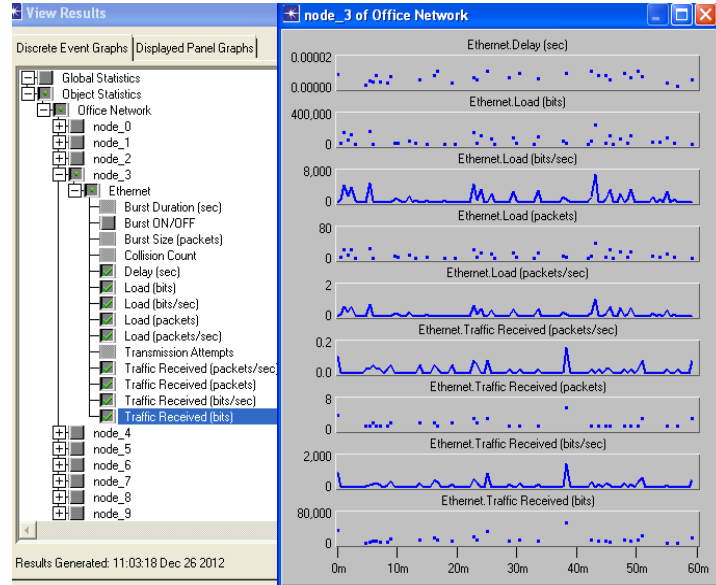 View Results
Discrete Event Graphs Displayed Panel Graphs
Global Statistics
Object Statistics
Office Network
node_0
node_1
node_2
node_3
Ethernet
Burst Duration (sec)
Burst ON/OFF
Burst Size (packets)
Collision Count
Delay (sec)
Load (bits)
Load (bits/sec)
Load (packets)
Load (packets/sec)
Transmission Attempts
Traffic Received (packets/sec)
Traffic Received (packets)
Traffic Received (bits/sec)
Traffic Received (bits)
node_4
node_5
node_6
node_7
node_8
node_9
Results Generated: 11:03:18 Dec 26 2012
node_3 of Office Network
Ethernet.Delay (sec)
0.00002
0.00000
Ethernet.Load (bits)
400,000
0
Ethernet.Load (bits/sec)
8,000
0
Ethernet.Load (packets)
80
0
Ethernet.Load (packets/sec)
2
0
Ethernet.Traffic Received (packets/sec)
0.2
0.0
Ethernet.Traffic Received (packets)
8
0
Ethernet.Traffic Received (bits/sec)
2,000
0
Ethernet.Traffic Received (bits)
80,000
0
0m 10m 20m 30m 40m 50m 60m